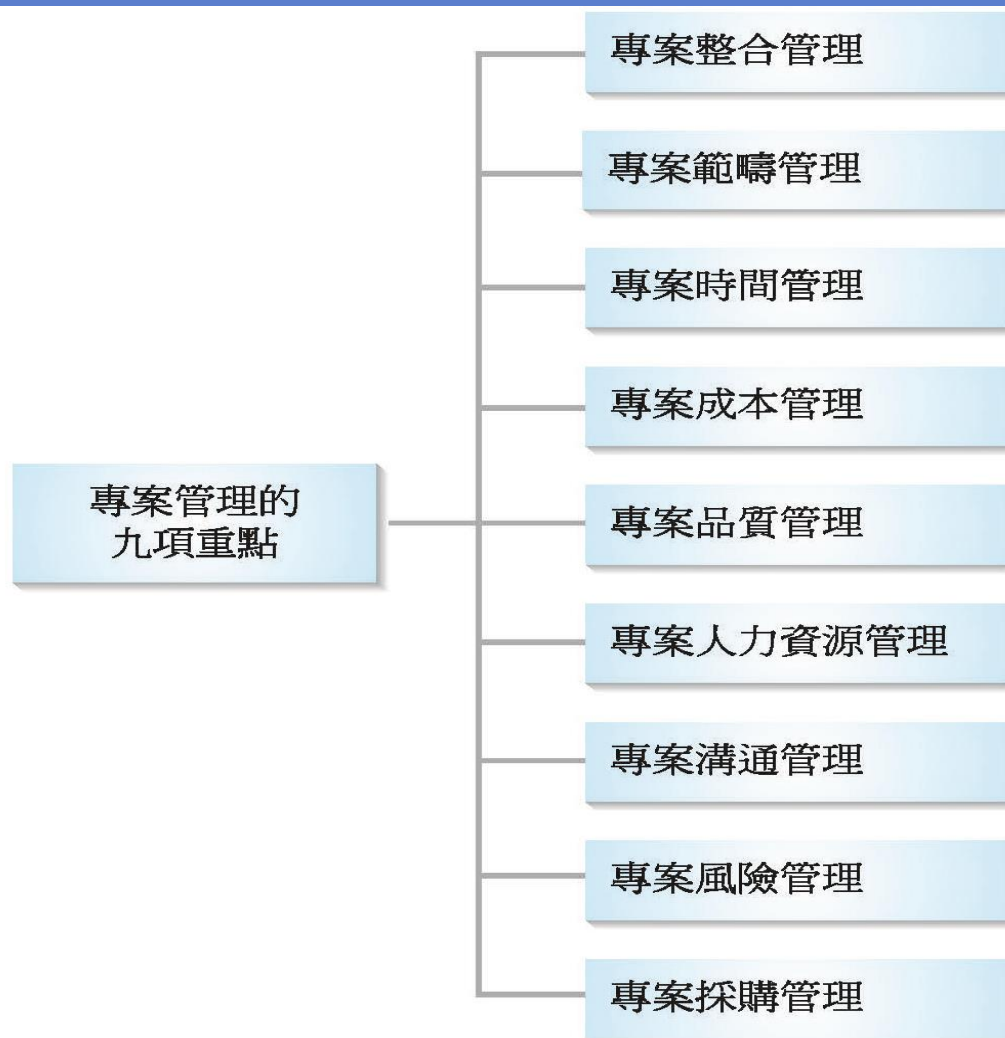 專案整合管理
專案範疇管理
專案時間管理
專案成本管理
專案管理的
九項重點
專案品質管理
專案人力資源管理
專案溝通管理
專案風險管理
專案採購管理